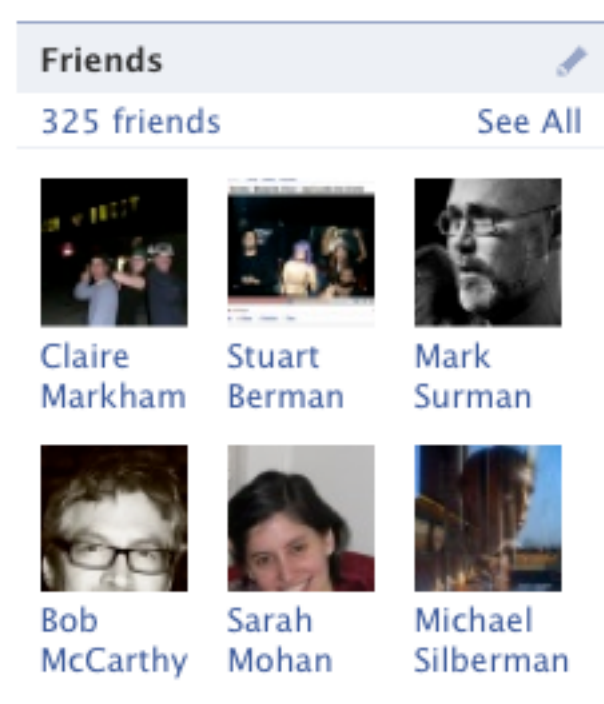 Friends
325 friends See All
Claire Stuart Mark
Markham Berman Surman
Bob Sarah Michael
McCarthy Mohan Silberman